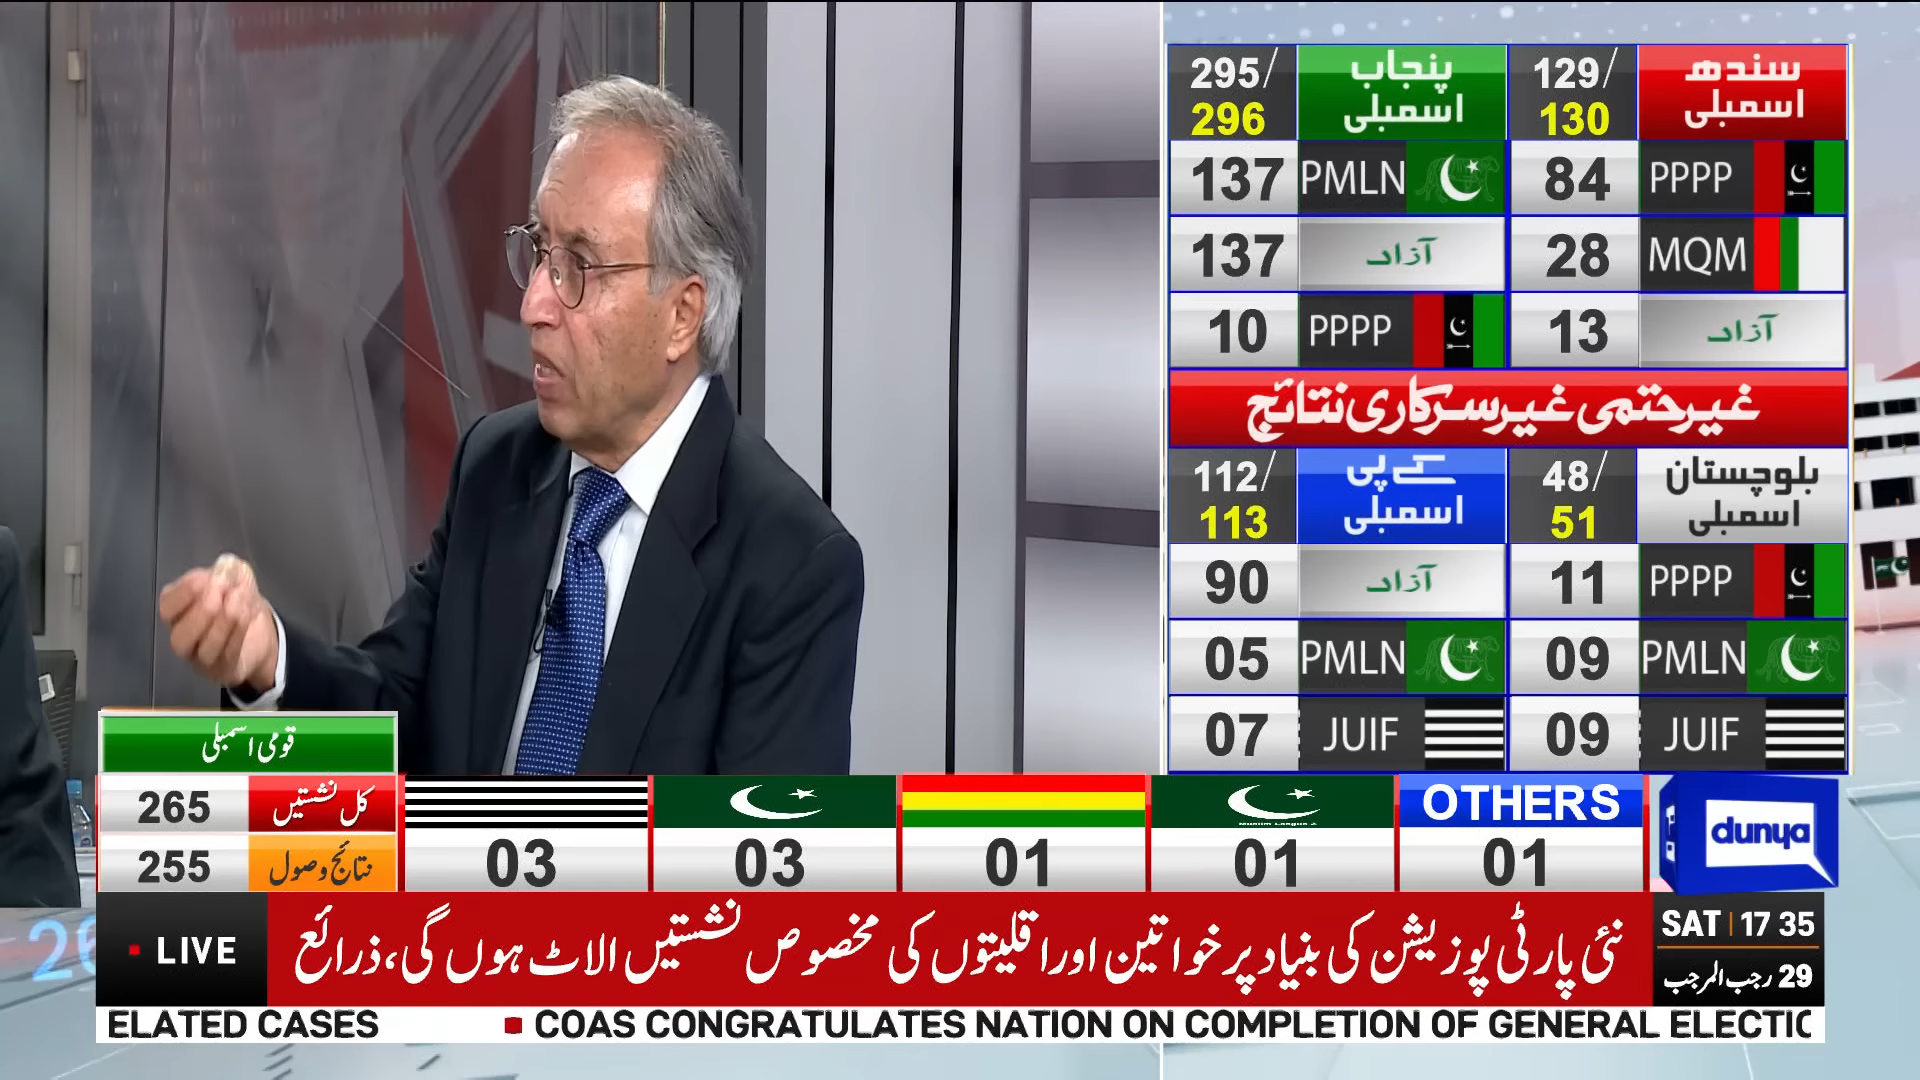 295/
296
پنجاب
اسمبلی
137 PMLN
137 آزاد
10 PPPP
129/
130
سندھ
اسمبلی
84 PPPP
28 MQM
13 آزاد
غیرحتمی غیرسرکاری نتائج
112/
113
کے پی
اسمبلی
90 آزاد
05 PMLN
07 JUIF
48/
51
بلوچستان
اسمبلی
11 PPPP
09 PMLN
09 JUIF
قومی اسمبلی
265 کل نشستیں
255 نتائج وصول
OTHERS
03 03 01 01 01
dunya
LIVE
نئی پارٹی پوزیشن کی بنیاد پر خواتین اور اقلیتوں کی مخصوص نشستیں الاٹ ہوں گی، ذرائع
SAT | 17 35
29 رجب المرجب
ELATED CASES COAS CONGRATULATES NATION ON COMPLETION OF GENERAL ELECTIC